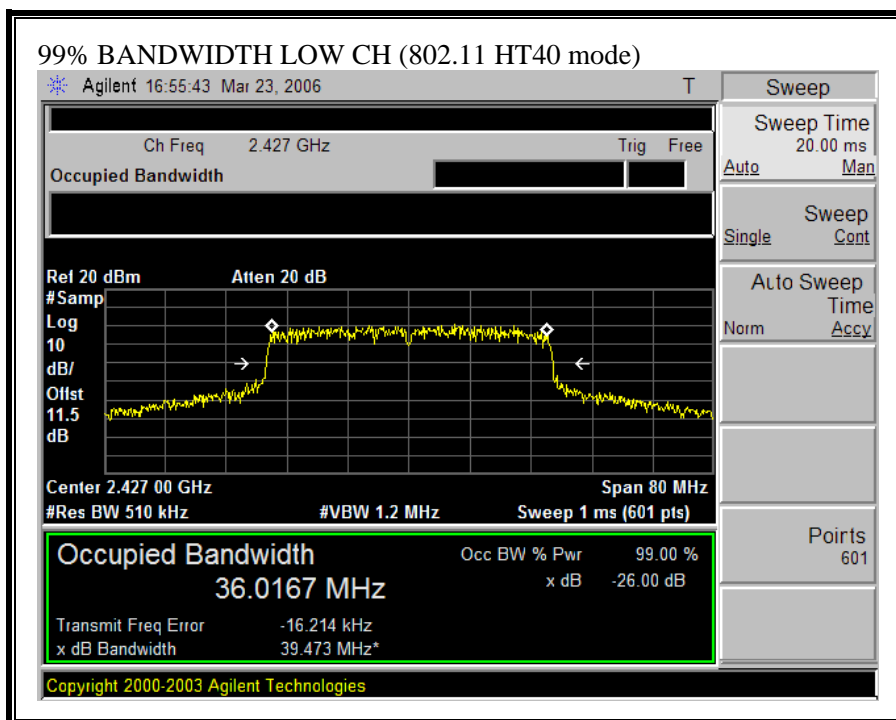 99% BANDWIDTH LOW CH (802.11 HT40 mode)
Agilent 16:55:43 Mar 23, 2006 T
Sweep
Ch Freq 2.427 GHz Trig Free
Occupied Bandwidth
Sweep Time
20.00 ms
Auto Man
Sweep
Single Cont
Auto Sweep
Time
Norm Accy
Ref 20 dBm Atten 20 dB
#Samp
Log
10
dB/
Offst
11.5
dB
Center 2.427 00 GHz Span 80 MHz
#Res BW 510 kHz #VBW 1.2 MHz Sweep 1 ms (601 pts)
Occupied Bandwidth Occ BW % Pwr 99.00 %
36.0167 MHz x dB -26.00 dB
Transmit Freq Error -16.214 kHz
x dB Bandwidth 39.473 MHz*
Points
601
Copyright 2000-2003 Agilent Technologies